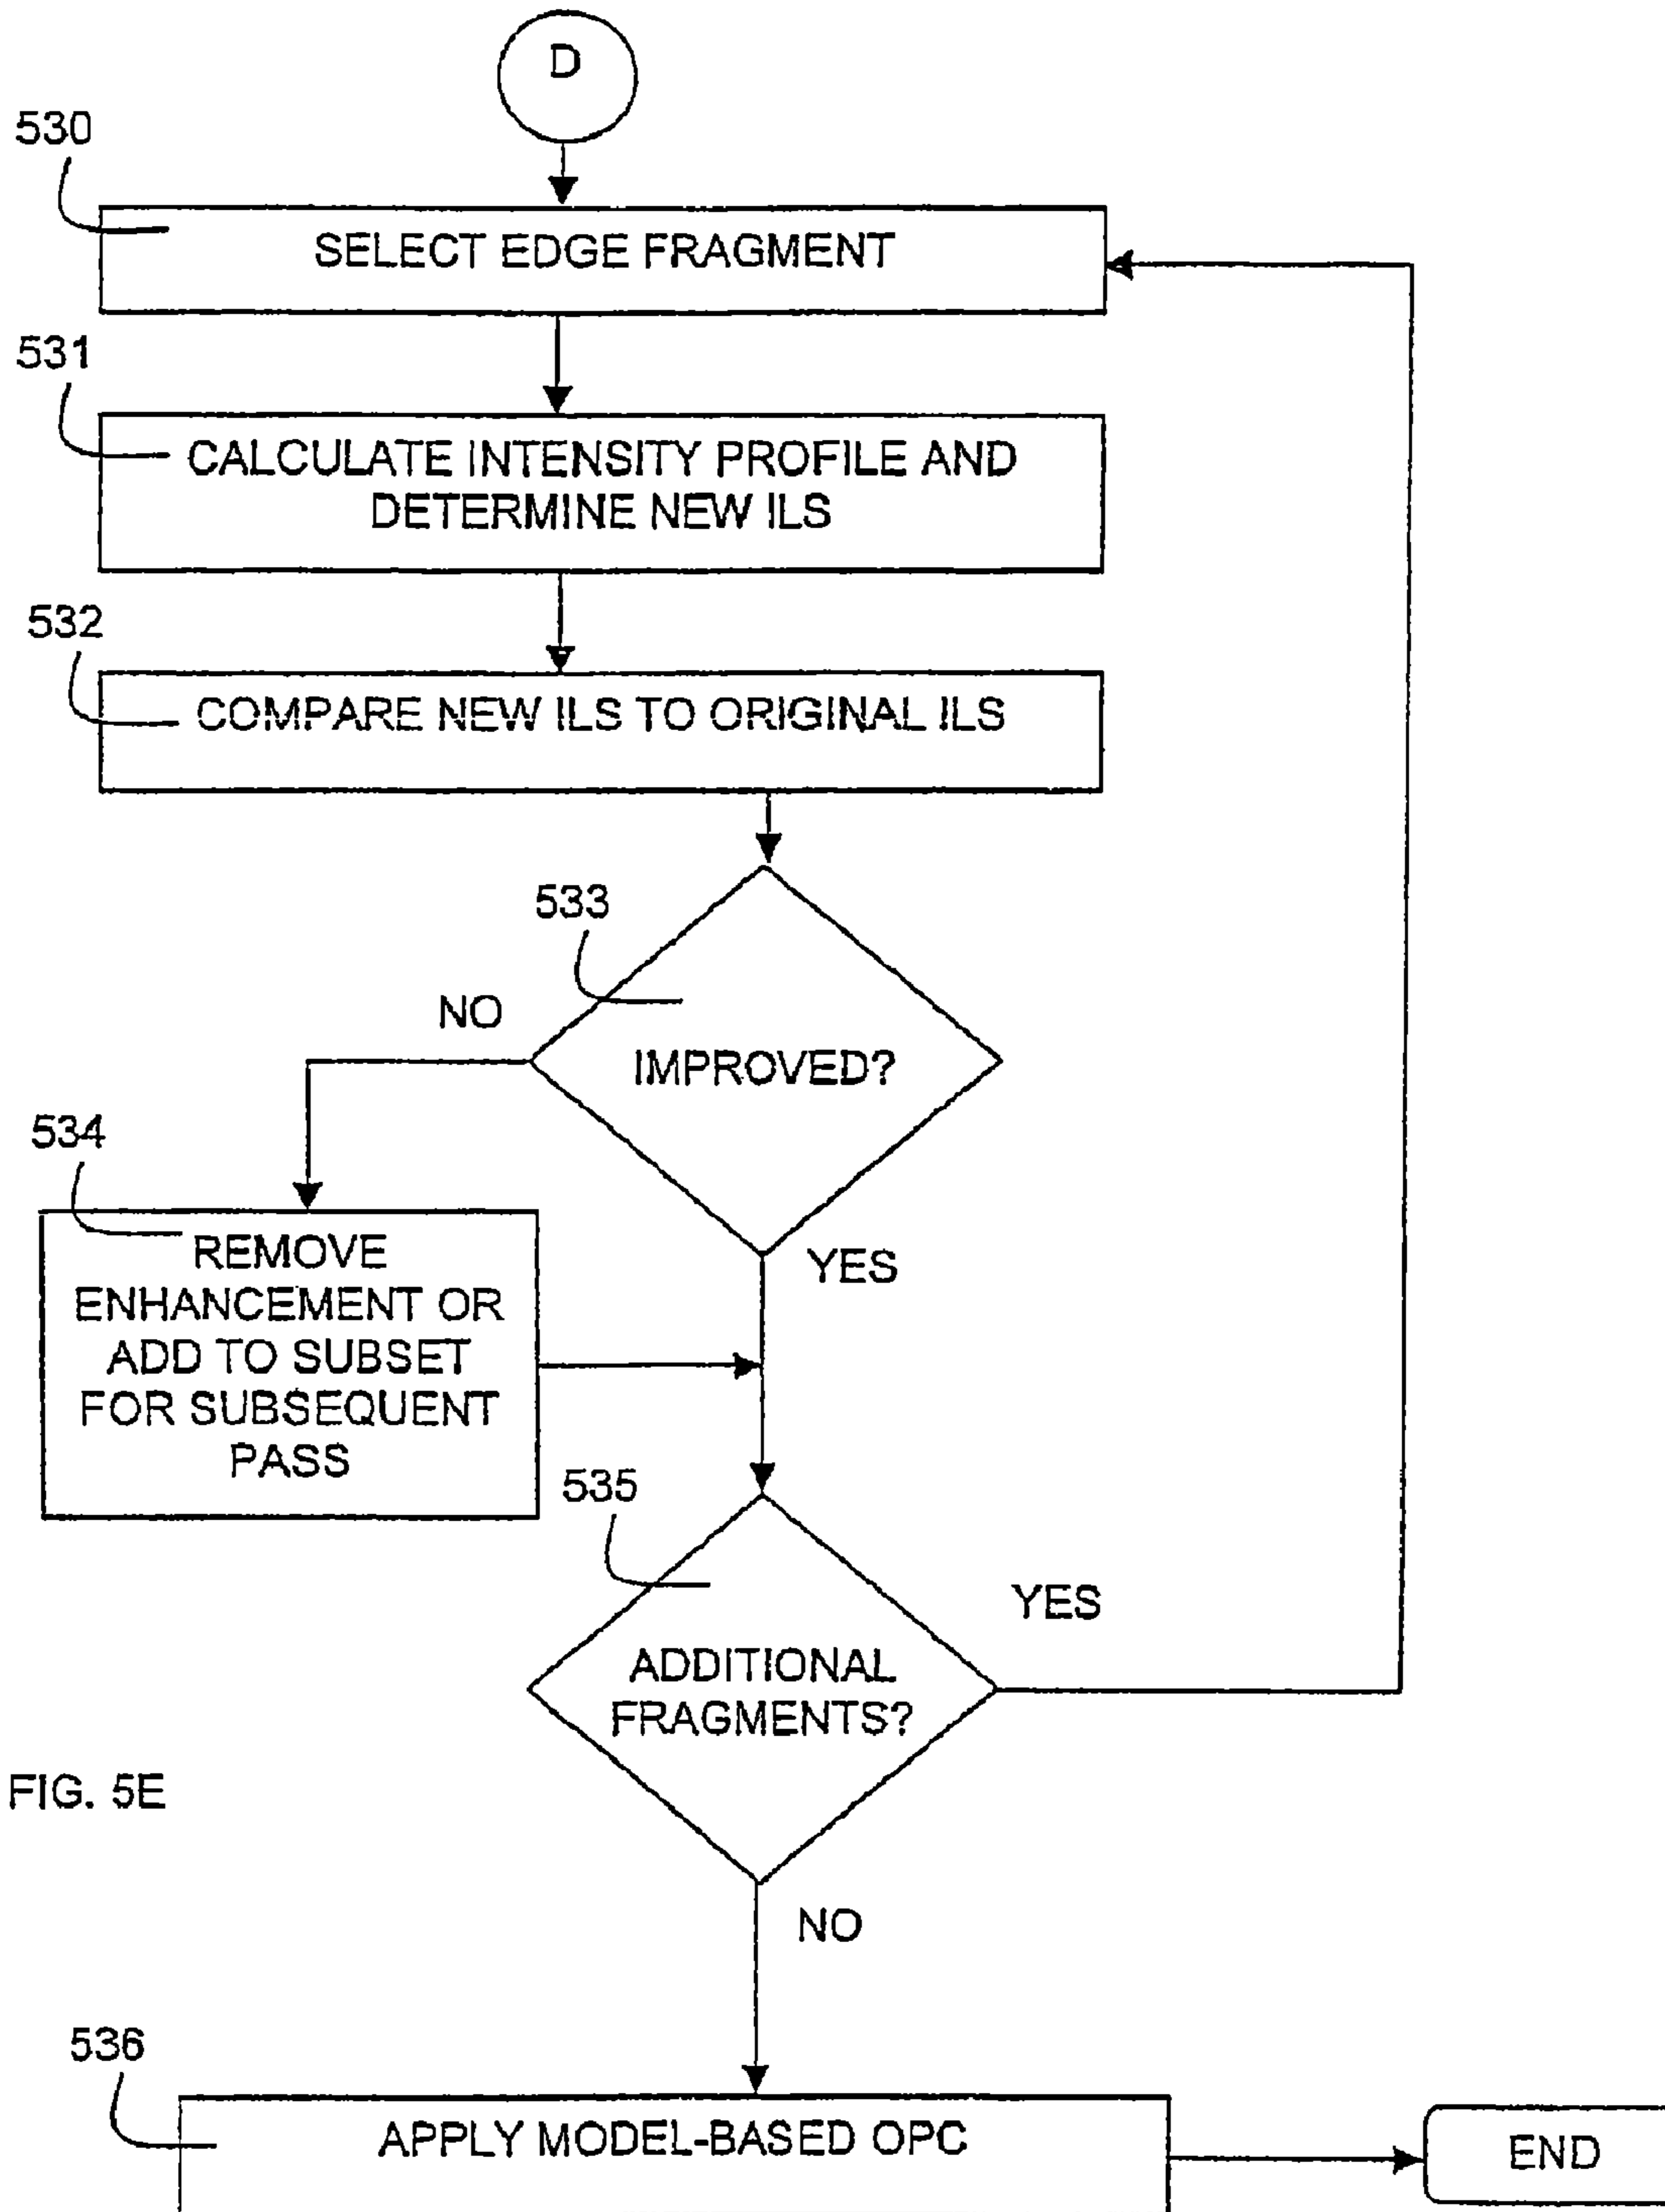 D
530
SELECT EDGE FRAGMENT
531
CALCULATE INTENSITY PROFILE AND
DETERMINE NEW ILS
532
COMPARE NEW ILS TO ORIGINAL ILS
533
NO
IMPROVED?
534
YES
REMOVE
ENHANCEMENT OR
ADD TO SUBSET
FOR SUBSEQUENT
PASS
535
YES
ADDITIONAL
FRAGMENTS?
FIG. 5E
NO
536
APPLY MODEL-BASED OPC
END